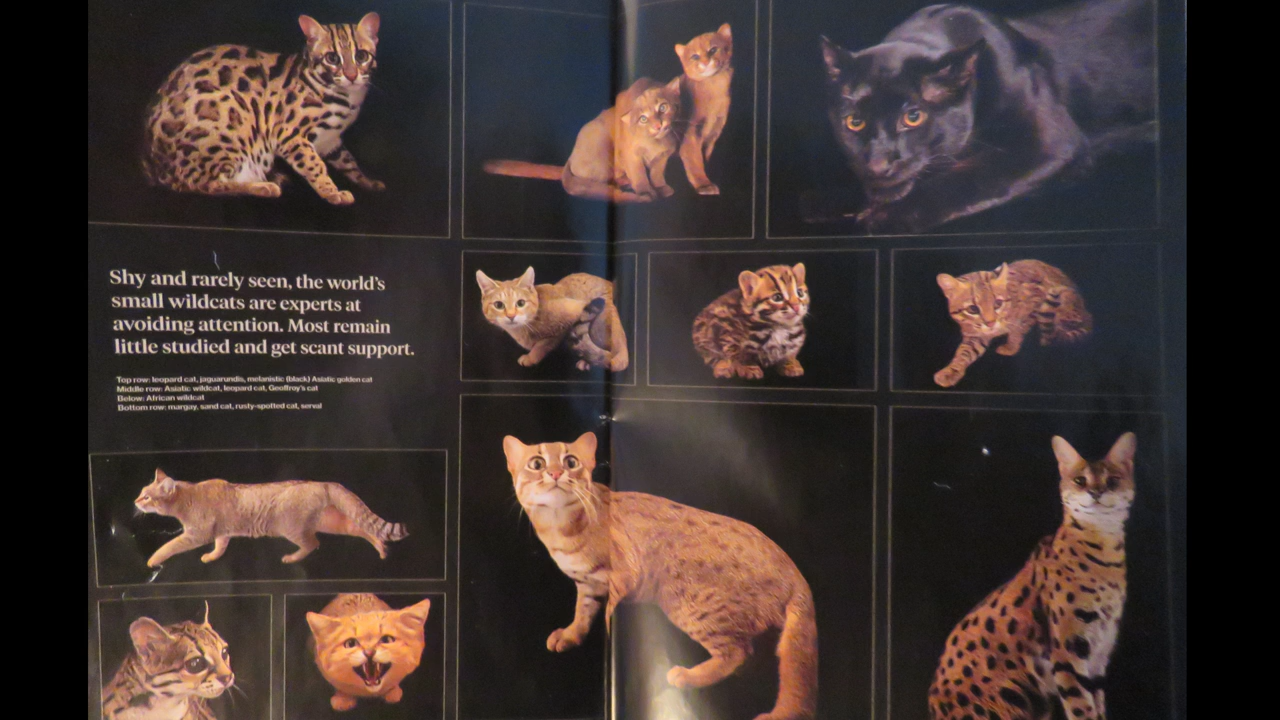 Shy and rarely seen, the world's
small wildcats are experts at
avoiding attention. Most remain
little studied and get scant support.
Top row: leopard cat, jaguarundis, melanistic (black) Asiatic golden cat
Middle row: Asiatic wildcat, leopard cat, Geoffroy's cat
Below: African wildcat
Bottom row: margay, sand cat, rusty-spotted cat, serval